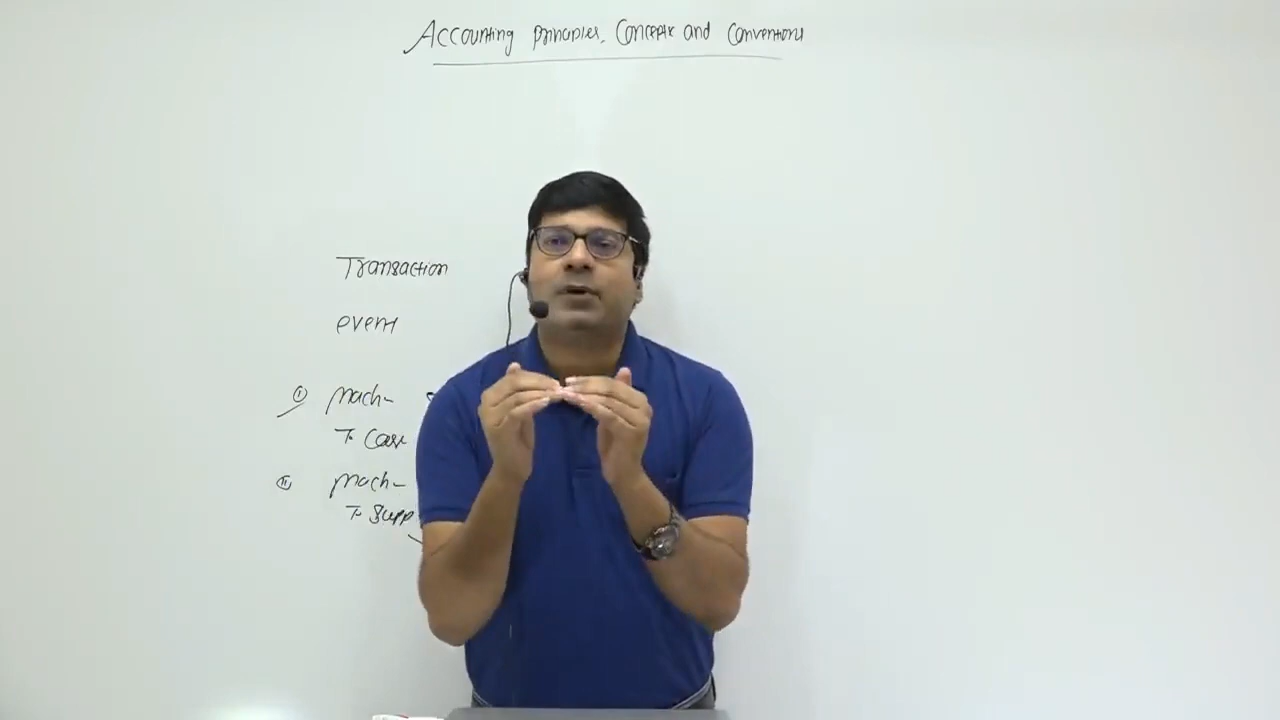 Accounting principles, Concepts and Conventions
Transaction
event
① Mach-
To Cash
② Mach-
To Supp